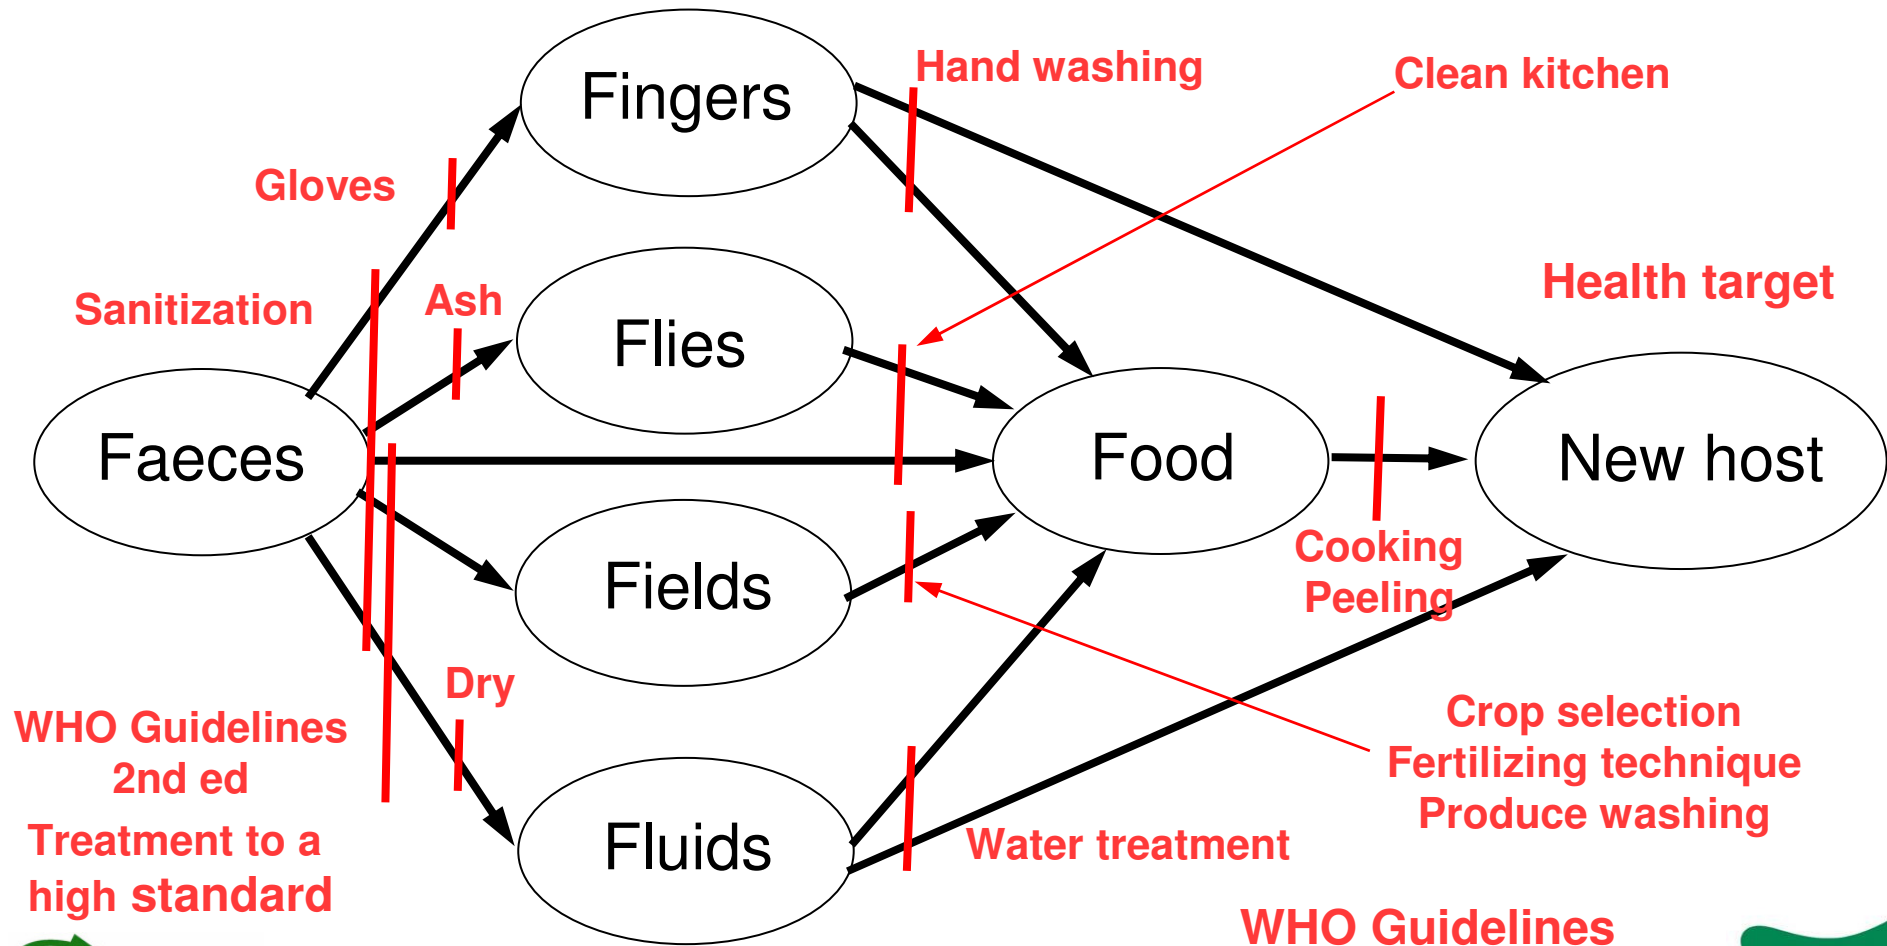 Fingers
Hand washing
Clean kitchen
Gloves
Sanitization
Ash
Flies
Health target
Faeces
Food
New host
Cooking
Peeling
Fields
Dry
WHO Guidelines
2nd ed
Treatment to a
high standard
Crop selection
Fertilizing technique
Produce washing
Fluids
Water treatment
WHO Guidelines